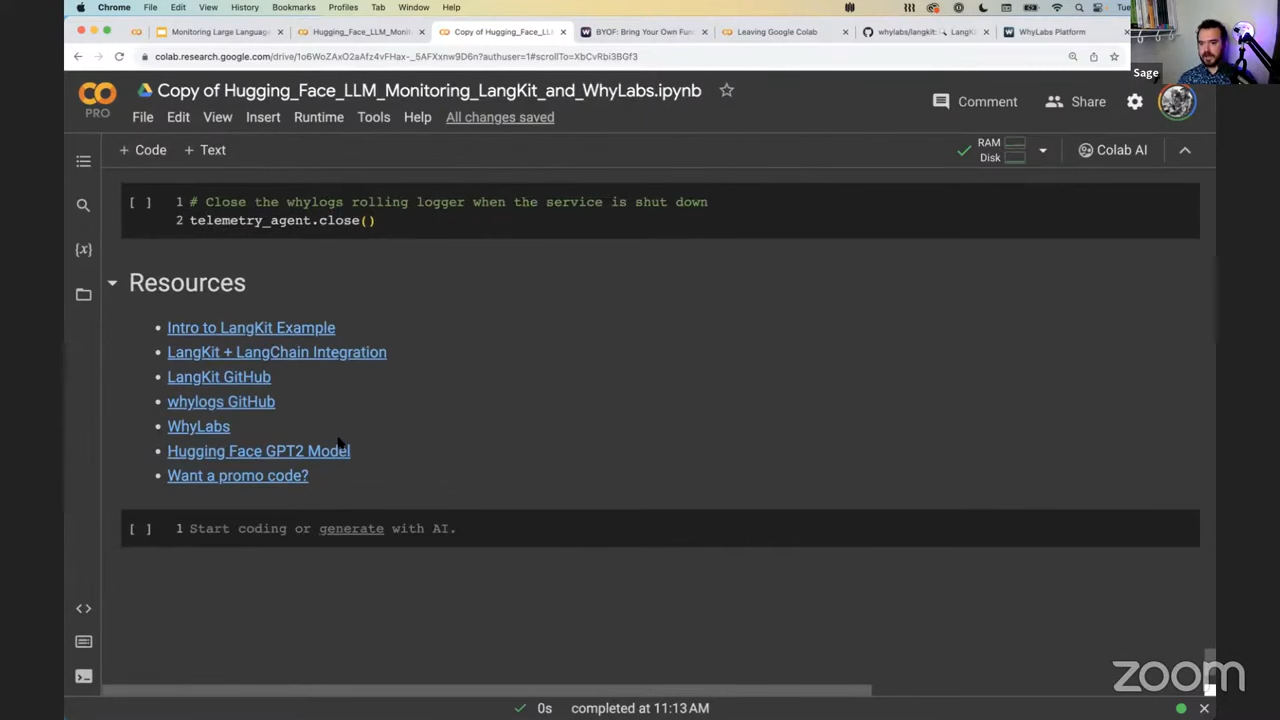 Chrome File Edit View History Bookmarks Profiles Tab Window Help Tue
Monitoring Large Language Hugging_Face_LLM_Monit Copy of Hugging_Face_LL BYOF: Bring Your Own Fun Leaving Google Colab whylabs/langkit: LangKi WhyLabs Platform
colab.research.google.com/drive/1o6WoZAxO2aAfz4vFHax-_5AFXxnw9D6n?authuser=1#scrollTo=XbCvRbi3BGf3
Sage
Copy of Hugging_Face_LLM_Monitoring_LangKit_and_WhyLabs.ipynb
CO PRO
Comment Share
File Edit View Insert Runtime Tools Help All changes saved
+ Code + Text
RAM
Disk
Colab AI
[ ] 1 # Close the whylogs rolling logger when the service is shut down
2 telemetry_agent.close()
{x}
Resources
• Intro to LangKit Example
• LangKit + LangChain Integration
• LangKit GitHub
• whylogs GitHub
• WhyLabs
• Hugging Face GPT2 Model
• Want a promo code?
[ ] 1 Start coding or generate with AI.
zoom
0s completed at 11:13 AM